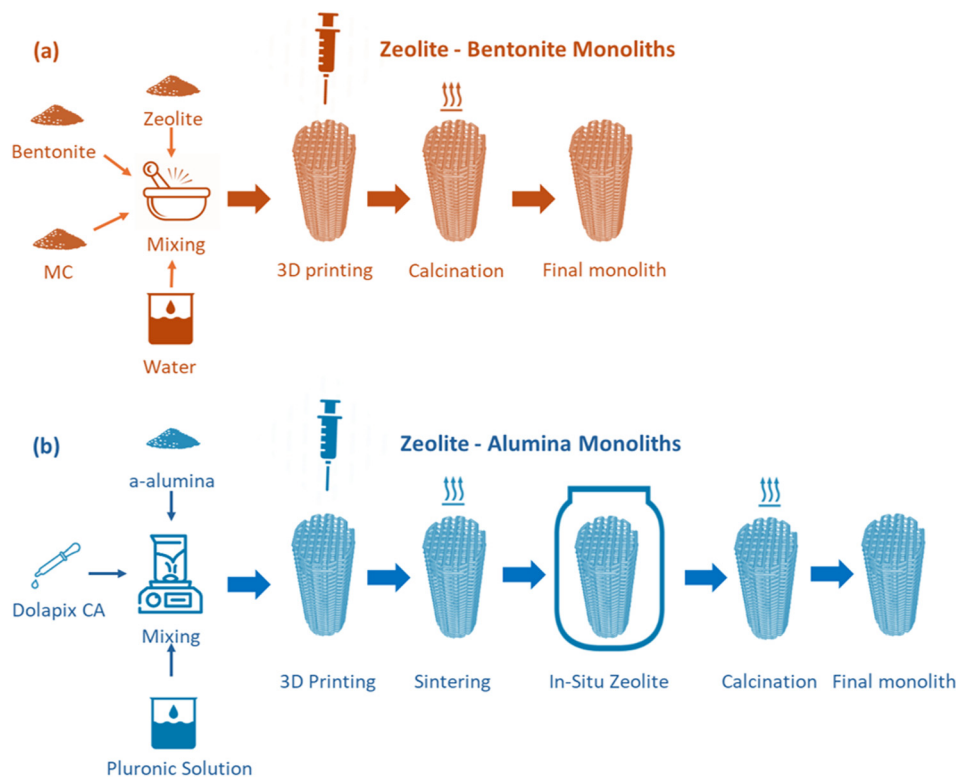 (a)
Zeolite - Bentonite Monoliths
Zeolite
Bentonite
MC
Mixing
3D printing
Calcination
Final monolith
Water
(b)
Zeolite - Alumina Monoliths
a-alumina
Dolapix CA
Mixing
3D Printing
Sintering
In-Situ Zeolite
Calcination
Final monolith
Pluronic Solution